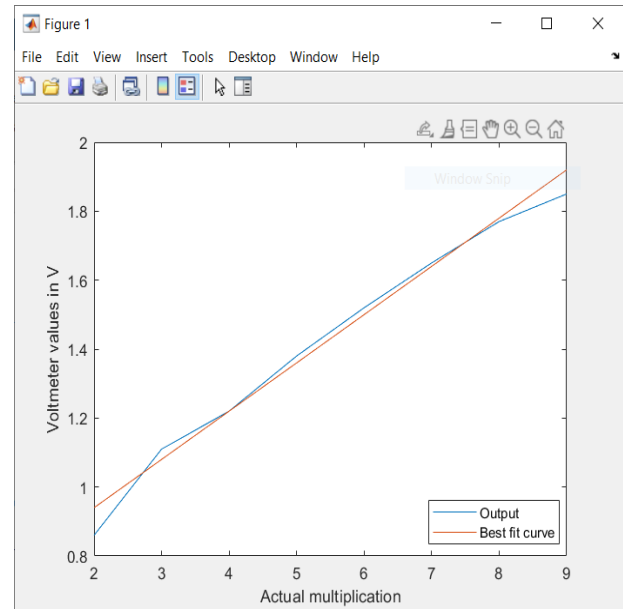 Figure 1
File Edit View Insert Tools Desktop Window Help
Window Snip
2
1.8
1.6
1.4
1.2
1
0.8
Voltmeter values in V
2 3 4 5 6 7 8 9
Actual multiplication
Output
Best fit curve